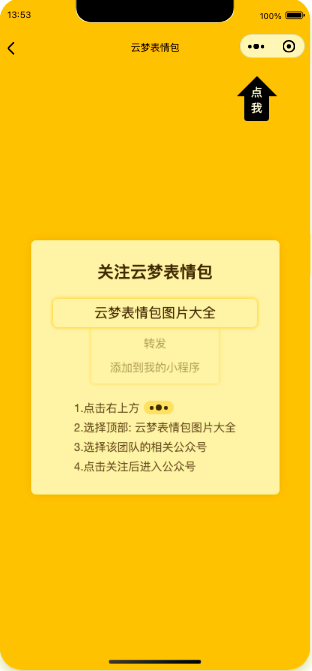 13:53
100%
云梦表情包
点
我
关注云梦表情包
云梦表情包图片大全
转发
添加到我的小程序
1.点击右上方
2.选择顶部: 云梦表情包图片大全
3.选择该团队的相关公众号
4.点击关注后进入公众号